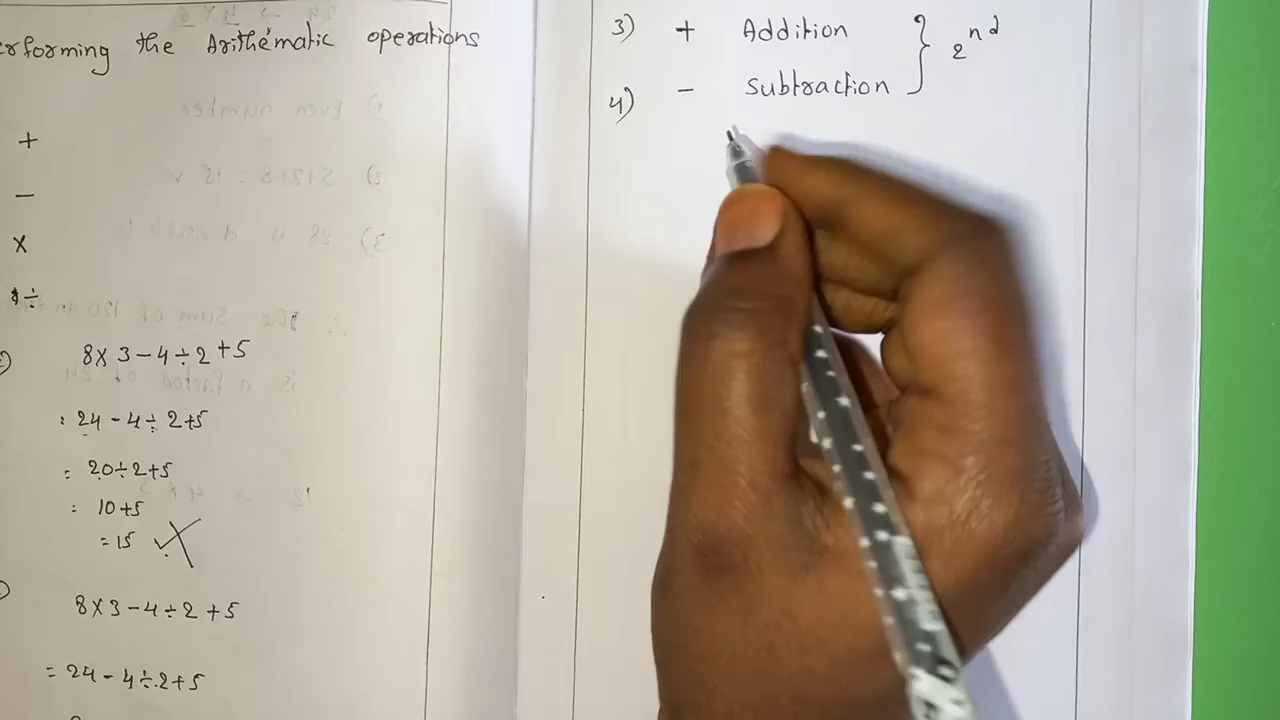 erforming the Arithematic operations
+
−
×
÷
8×3−4÷2+5
: 24−4÷2+5
= 20÷2+5
= 10+5
= 15
8×3−4÷2+5
= 24−4÷2+5
3) + Addition
4) − subtraction
2nd